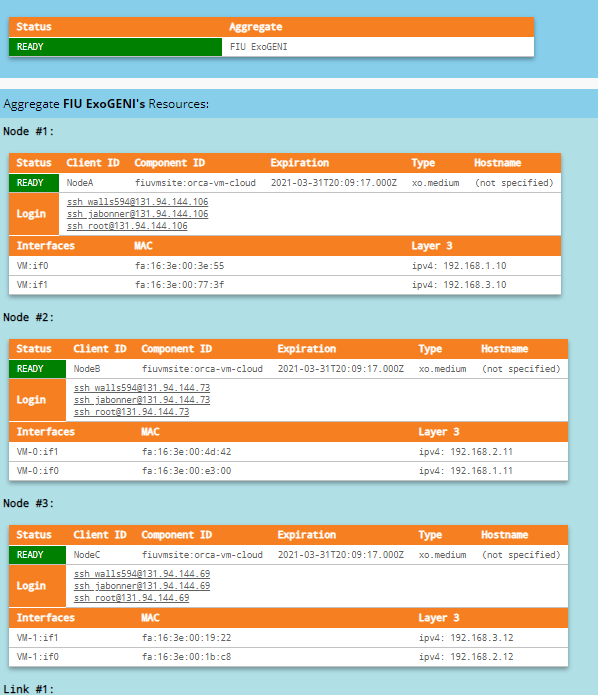 Status Aggregate
READY FIU ExoGENI
Aggregate FIU ExoGENI's Resources:
Node #1:
Status Client ID Component ID Expiration Type Hostname
READY NodeA fiuvmsite:orca-vm-cloud 2021-03-31T20:09:17.000Z xo.medium (not specified)
Login
ssh walls594@131.94.144.106
ssh jabonner@131.94.144.106
ssh root@131.94.144.106
Interfaces MAC Layer 3
VM:if0 fa:16:3e:00:3e:55 ipv4: 192.168.1.10
VM:if1 fa:16:3e:00:77:3f ipv4: 192.168.3.10
Node #2:
Status Client ID Component ID Expiration Type Hostname
READY NodeB fiuvmsite:orca-vm-cloud 2021-03-31T20:09:17.000Z xo.medium (not specified)
Login
ssh walls594@131.94.144.73
ssh jabonner@131.94.144.73
ssh root@131.94.144.73
Interfaces MAC Layer 3
VM-0:if1 fa:16:3e:00:4d:42 ipv4: 192.168.2.11
VM-0:if0 fa:16:3e:00:e3:00 ipv4: 192.168.1.11
Node #3:
Status Client ID Component ID Expiration Type Hostname
READY NodeC fiuvmsite:orca-vm-cloud 2021-03-31T20:09:17.000Z xo.medium (not specified)
Login
ssh walls594@131.94.144.69
ssh jabonner@131.94.144.69
ssh root@131.94.144.69
Interfaces MAC Layer 3
VM-1:if1 fa:16:3e:00:19:22 ipv4: 192.168.3.12
VM-1:if0 fa:16:3e:00:1b:c8 ipv4: 192.168.2.12
Link #1: